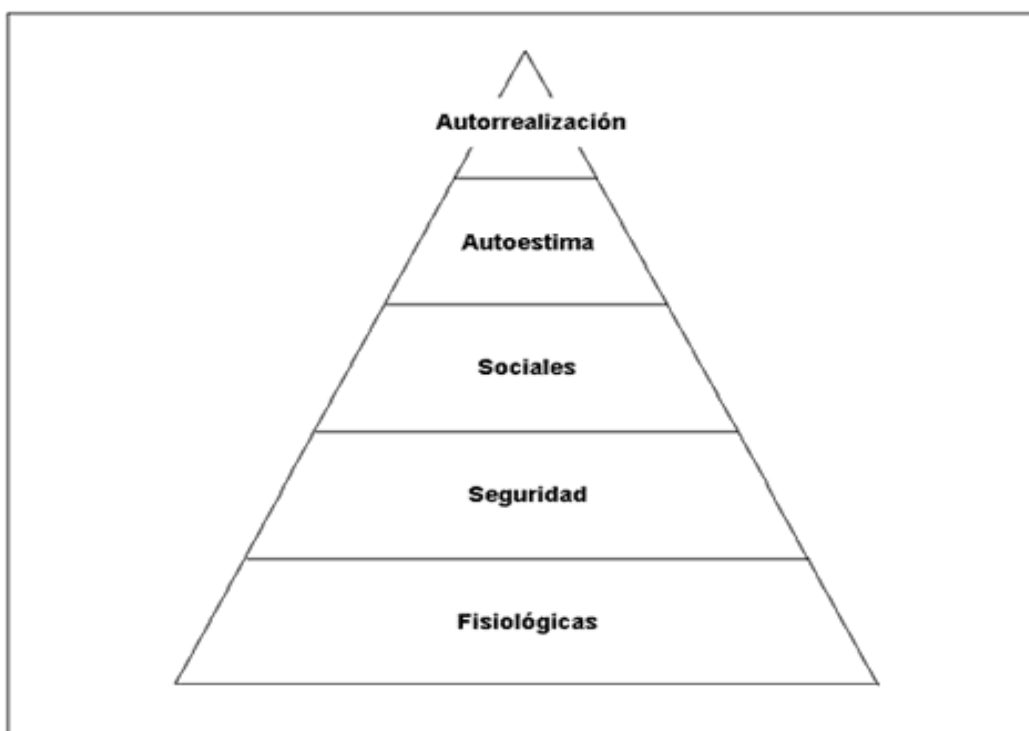 Autorrealización
Autoestima
Sociales
Seguridad
Fisiológicas